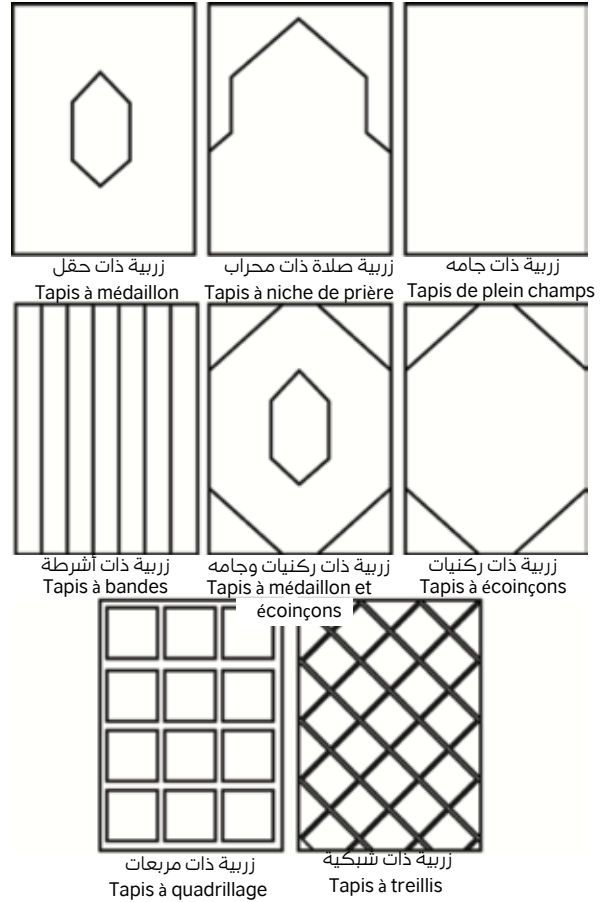 زربية ذات حقل
Tapis à médaillon
زربية صلاة ذات محراب
Tapis à niche de prière
زربية ذات جامه
Tapis de plein champs
زربية ذات أشرطة
Tapis à bandes
زربية ذات ركنيات وجامه
Tapis à médaillon et
écoinçons
زربية ذات ركنيات
Tapis à écoinçons
زربية ذات مربعات
Tapis à quadrillage
زربية ذات شبكية
Tapis à treillis